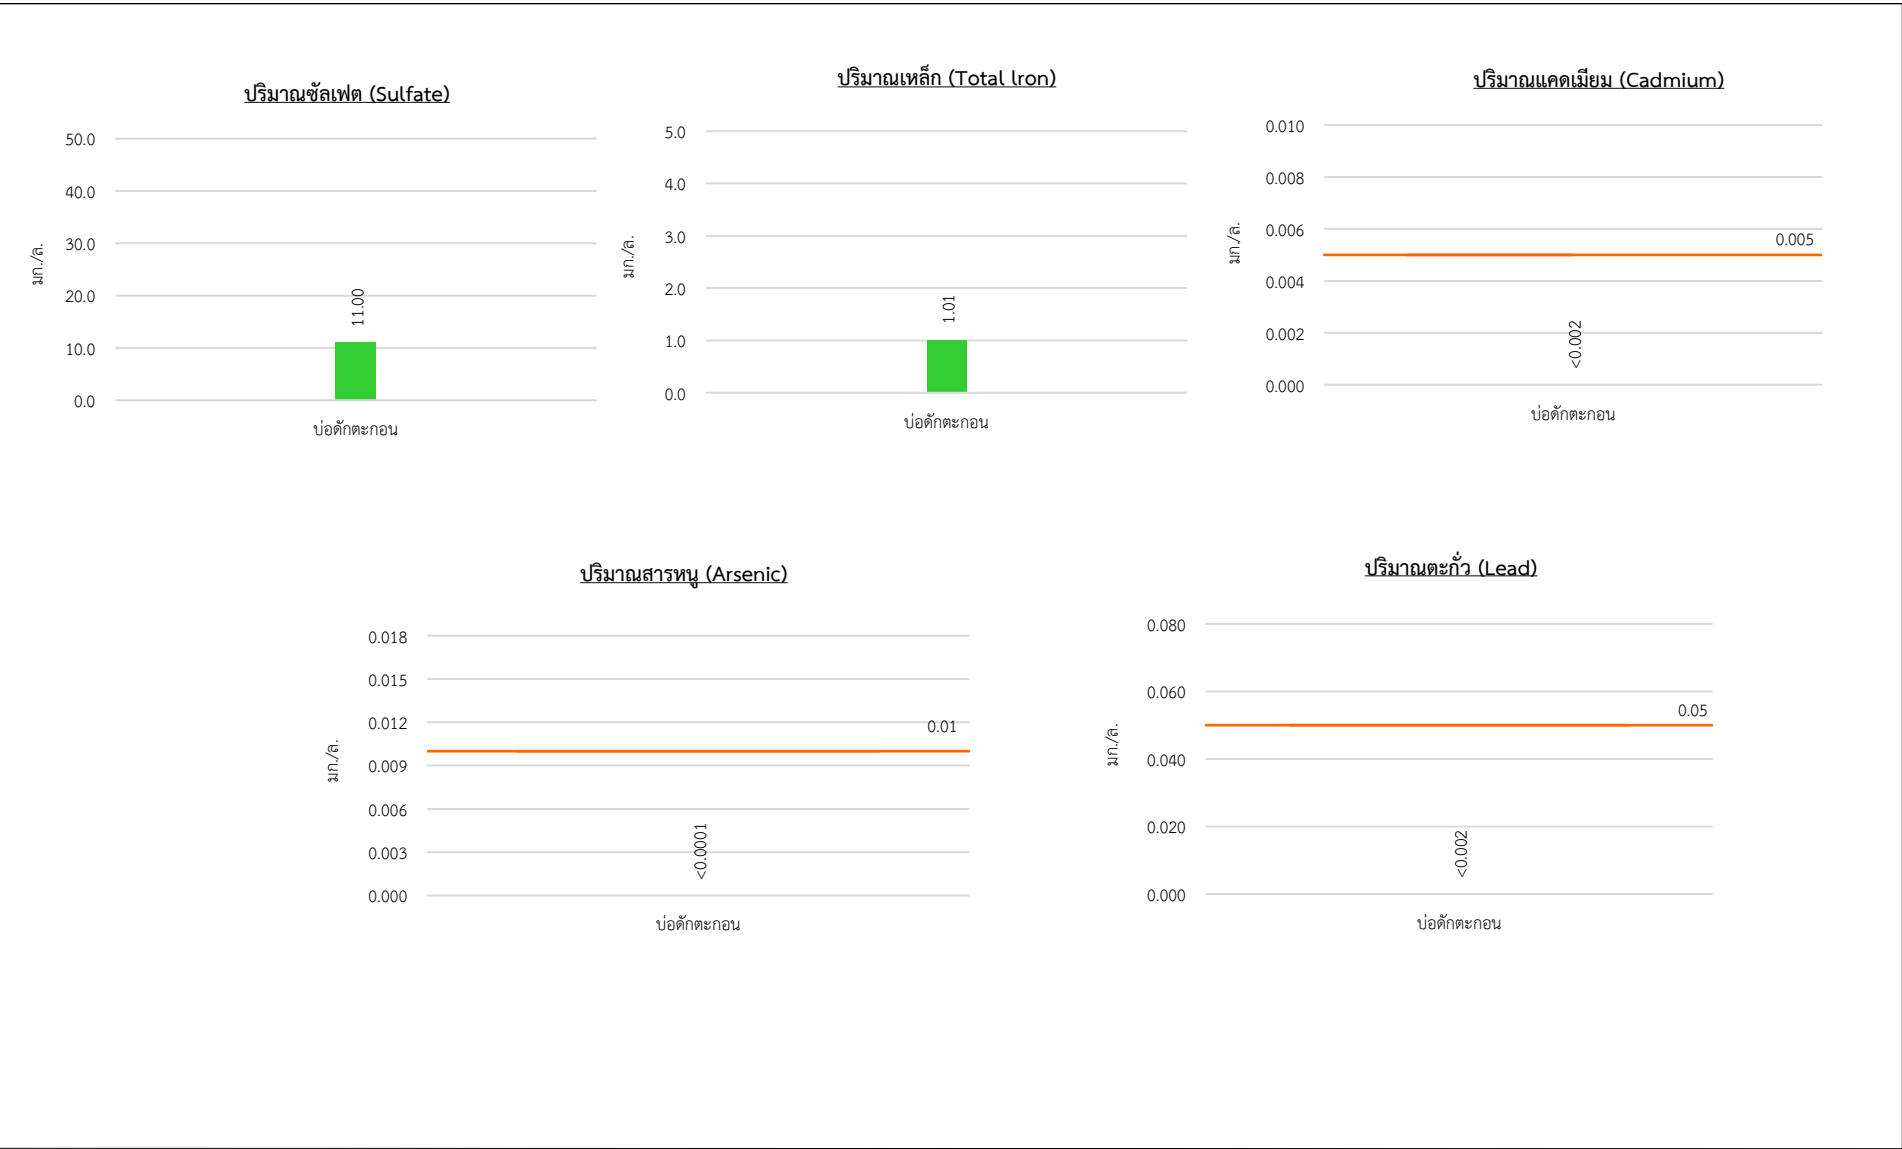 ปริมาณซัลเฟต (Sulfate)
50.0
40.0
30.0
20.0
10.0
0.0
มก./ล.
11.00
บ่อดักตะกอน
ปริมาณเหล็ก (Total lron)
5.0
4.0
3.0
2.0
1.0
0.0
มก./ล.
1.01
บ่อดักตะกอน
ปริมาณแคดเมียม (Cadmium)
0.010
0.008
0.006
0.004
0.002
0.000
มก./ล.
0.005
<0.002
บ่อดักตะกอน
ปริมาณสารหนู (Arsenic)
0.018
0.015
0.012
0.009
0.006
0.003
0.000
มก./ล.
0.01
<0.0001
บ่อดักตะกอน
ปริมาณตะกั่ว (Lead)
0.080
0.060
0.040
0.020
0.000
มก./ล.
0.05
<0.002
บ่อดักตะกอน